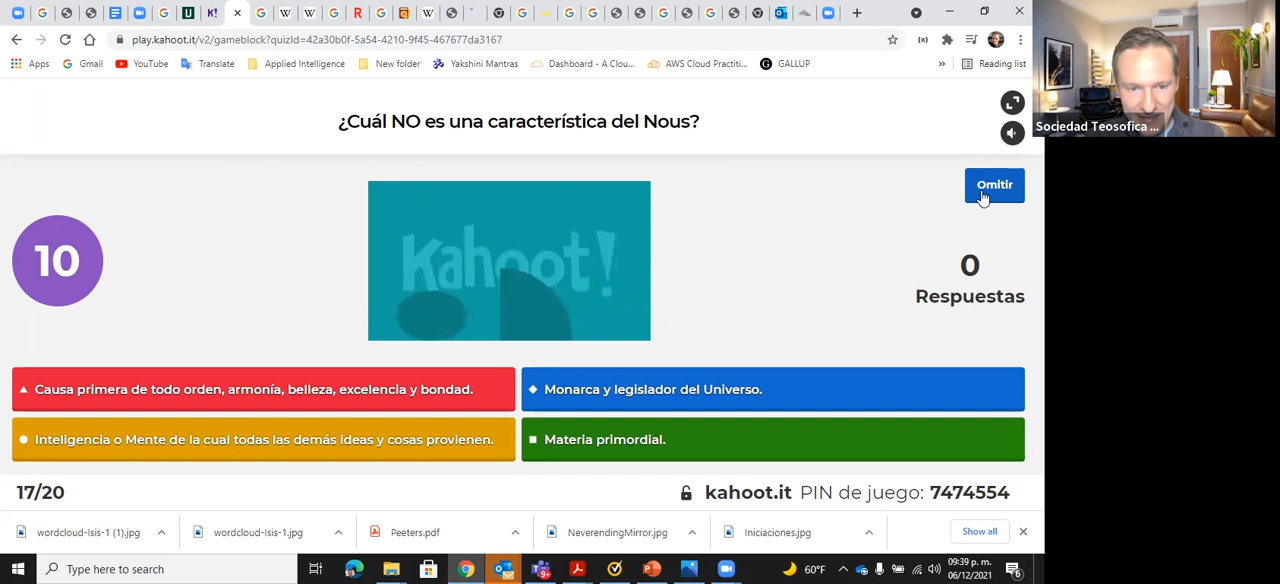 play.kahoot.it/v2/gameblock?quizId=42a30b0f-5a54-4210-9f45-467677da3167
Apps Gmail YouTube Translate Applied Intelligence New folder Yakshini Mantras Dashboard - A Clou... AWS Cloud Practiti... GALLUP » Reading list
¿Cuál NO es una característica del Nous?
Sociedad Teosofica ...
Omitir
10
Kahoot!
0
Respuestas
Causa primera de todo orden, armonía, belleza, excelencia y bondad.
Monarca y legislador del Universo.
Inteligencia o Mente de la cual todas las demás ideas y cosas provienen.
Materia primordial.
17/20
kahoot.it PIN de juego: 7474554
wordcloud-Isis-1 (1).jpg
wordcloud-Isis-1.jpg
Peeters.pdf
NeverendingMirror.jpg
Iniciaciones.jpg
Show all
Type here to search
60°F
09:39 p. m.
06/12/2021
6